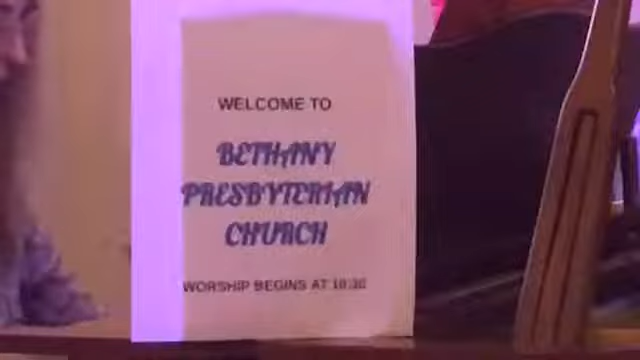 WELCOME TO
BETHANY
PRESBYTERIAN
CHURCH
WORSHIP BEGINS AT 10:30